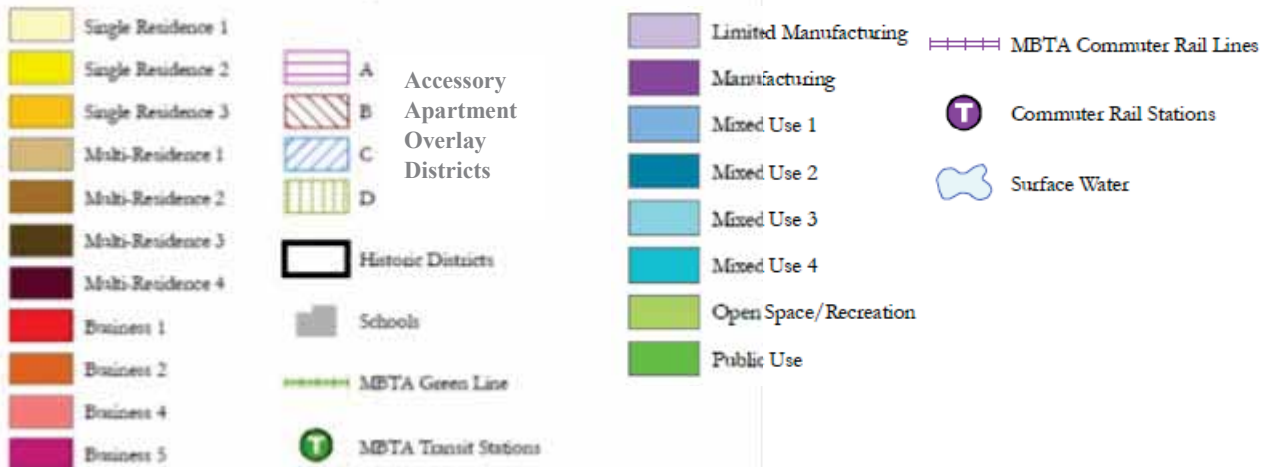 Single Residence 1
Single Residence 2
Single Residence 3
Multi-Residence 1
Multi-Residence 2
Multi-Residence 3
Multi-Residence 4
Business 1
Business 2
Business 4
Business 5
A
B
C
D
Accessory
Apartment
Overlay
Districts
Historic Districts
Schools
MBTA Green Line
T
MBTA Transit Stations
Limited Manufacturing
Manufacturing
Mixed Use 1
Mixed Use 2
Mixed Use 3
Mixed Use 4
Open Space/Recreation
Public Use
MBTA Commuter Rail Lines
T
Commuter Rail Stations
Surface Water